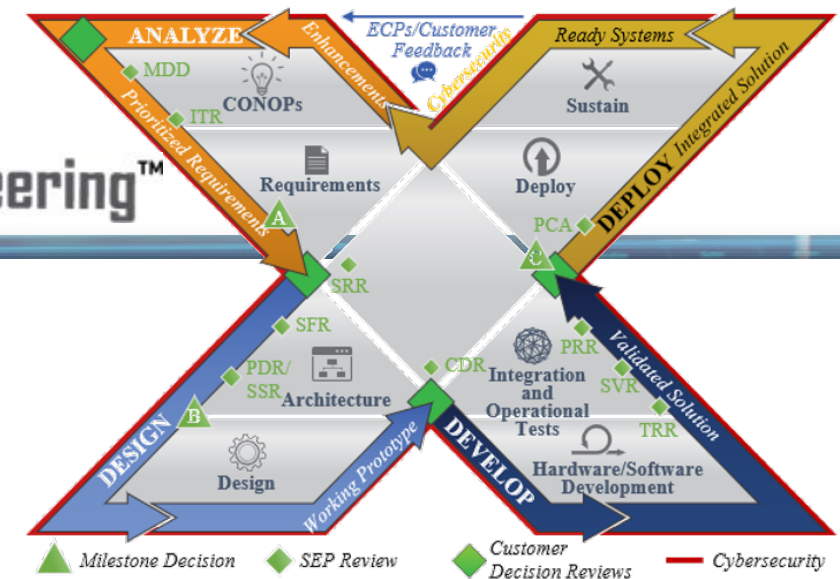 ANALYZE
Enhancements
ECPs/Customer
Feedback
Cybersecurity
Ready Systems
MDD
CONOPs
ITR
Prioritized Requirements
Sustain
Integrated Solution
DEPLOY
eering™
Requirements
A
Deploy
PCA
C
SRR
SFR
PDR/
SSR
Architecture
B
DESIGN
Design
Working Prototype
CDR
PRR
SVR
TRR
Integration
and
Operational
Tests
Validated Solution
DEVELOP
Hardware/Software
Development
Milestone Decision
SEP Review
Customer
Decision Reviews
Cybersecurity